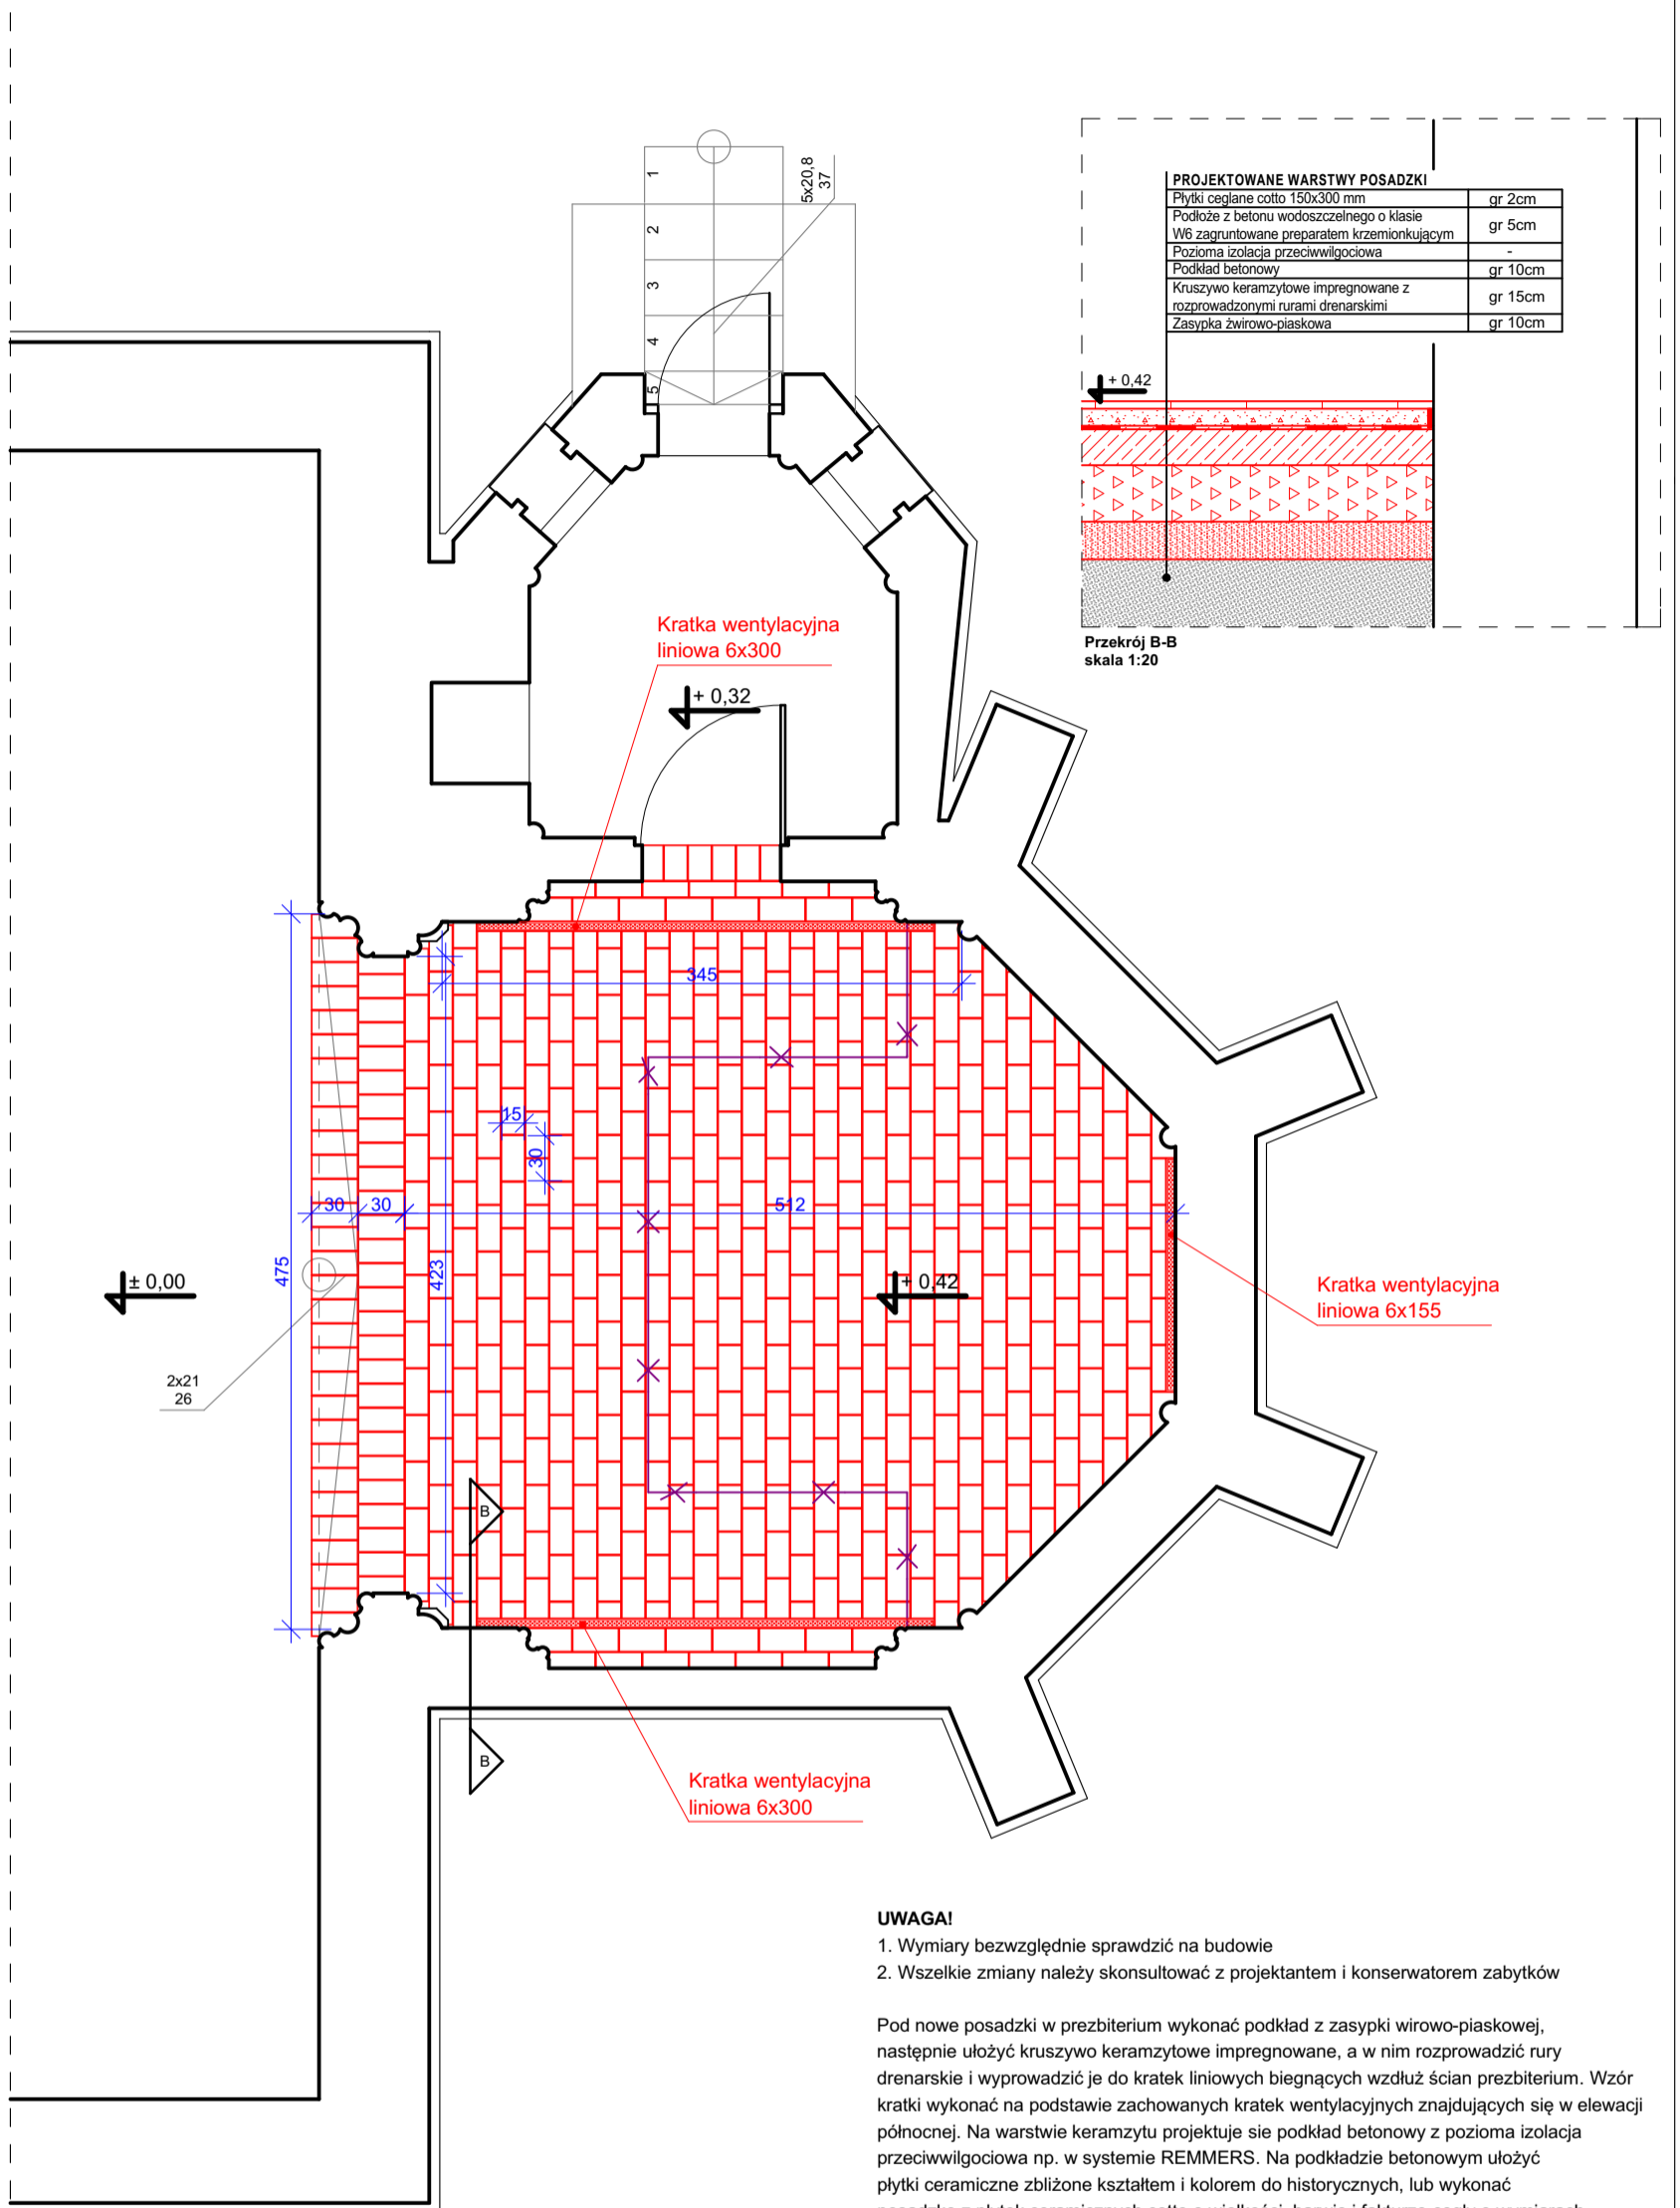 1
2
3
4
5
5x20,8
37
PROJEKTOWANE WARSTWY POSADZKI
Płytki ceglane cotto 150x300 mm gr 2cm
Podłoże z betonu wodoszczelnego o klasie
W6 zagruntowane preparatem krzemionkującym gr 5cm
Pozioma izolacja przeciwwilgociowa -
Podkład betonowy gr 10cm
Kruszywo keramzytowe impregnowane z
rozprowadzonymi rurami drenarskimi gr 15cm
Zasypka żwirowo-piaskowa gr 10cm
+ 0,42
Przekrój B-B
skala 1:20
Kratka wentylacyjna
liniowa 6x300
+ 0,32
345
15
30
30
30
512
475
423
± 0,00
+ 0,42
Kratka wentylacyjna
liniowa 6x155
2x21
26
B
B
Kratka wentylacyjna
liniowa 6x300
UWAGA!
1. Wymiary bezwzględnie sprawdzić na budowie
2. Wszelkie zmiany należy skonsultować z projektantem i konserwatorem zabytków
Pod nowe posadzki w prezbiterium wykonać podkład z zasypki wirowo-piaskowej,
następnie ułożyć kruszywo keramzytowe impregnowane, a w nim rozprowadzić rury
drenarskie i wyprowadzić je do kratek liniowych biegnących wzdłuż ścian prezbiterium. Wzór
kratki wykonać na podstawie zachowanych kratek wentylacyjnych znajdujących się w elewacji
północnej. Na warstwie keramzytu projektuje sie podkład betonowy z pozioma izolacja
przeciwwilgociowa np. w systemie REMMERS. Na podkładzie betonowym ułożyć
płytki ceramiczne zbliżone kształtem i kolorem do historycznych, lub wykonać